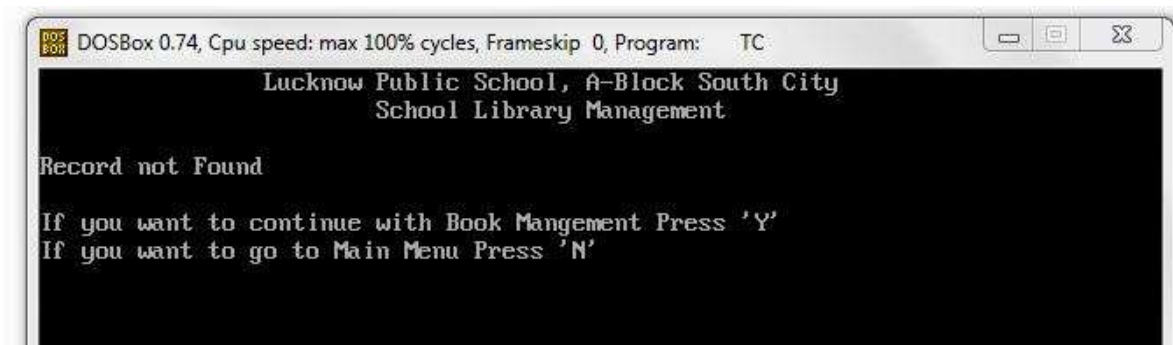 DOS BOX DOSBox 0.74, Cpu speed: max 100% cycles, Frameskip 0, Program: TC
Lucknow Public School, A-Block South City
School Library Management
Record not Found
If you want to continue with Book Mangement Press 'Y'
If you want to go to Main Menu Press 'N'